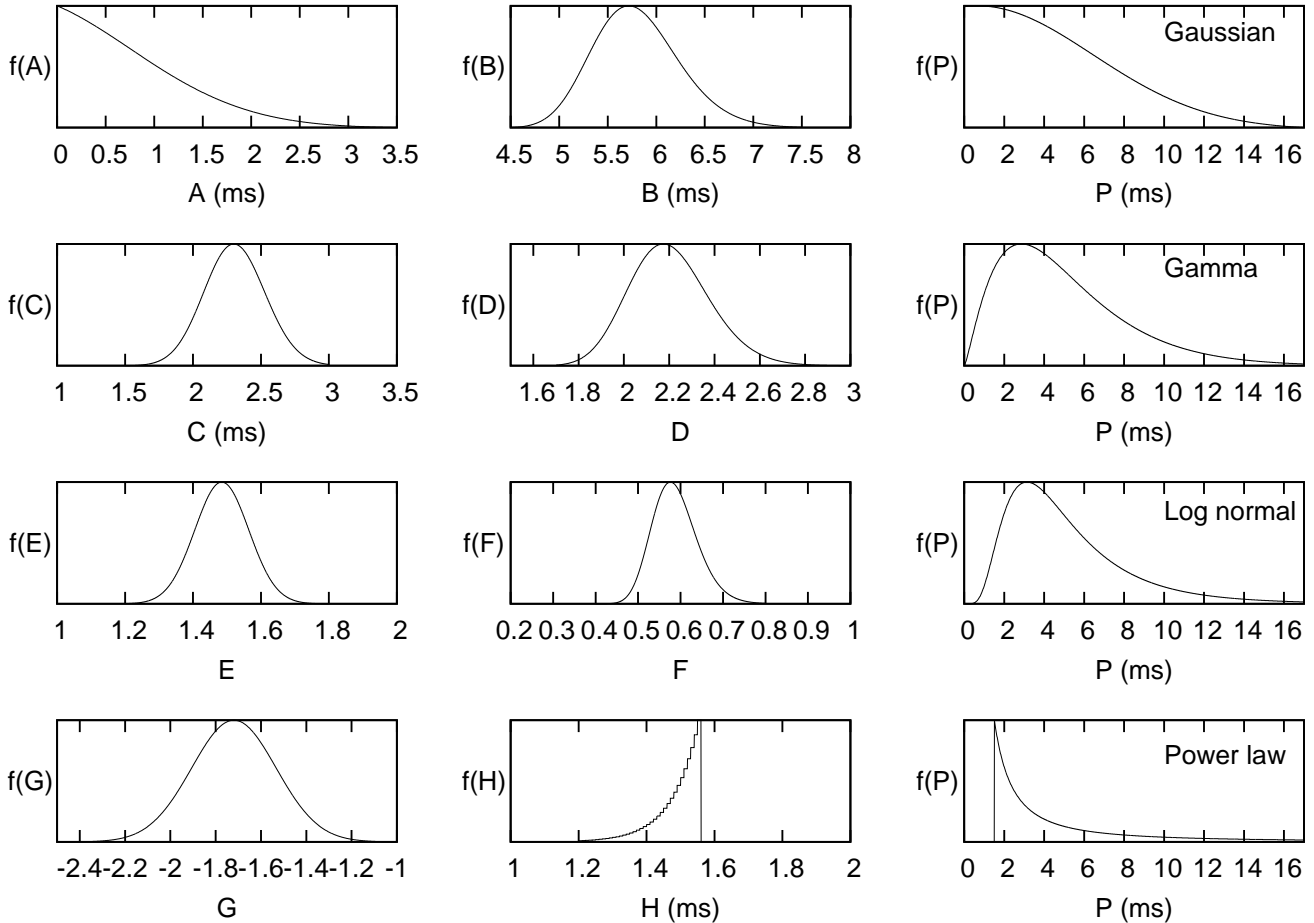 f(A)
0 0.5 1 1.5 2 2.5 3 3.5
A (ms)
f(B)
4.5 5 5.5 6 6.5 7 7.5 8
B (ms)
f(P)
Gaussian
0 2 4 6 8 10 12 14 16
P (ms)
f(C)
1 1.5 2 2.5 3 3.5
C (ms)
f(D)
1.6 1.8 2 2.2 2.4 2.6 2.8 3
D
f(P)
Gamma
0 2 4 6 8 10 12 14 16
P (ms)
f(E)
1 1.2 1.4 1.6 1.8 2
E
f(F)
0.2 0.3 0.4 0.5 0.6 0.7 0.8 0.9 1
F
f(P)
Log normal
0 2 4 6 8 10 12 14 16
P (ms)
f(G)
-2.4 -2.2 -2 -1.8 -1.6 -1.4 -1.2 -1
G
f(H)
1 1.2 1.4 1.6 1.8 2
H (ms)
f(P)
Power law
0 2 4 6 8 10 12 14 16
P (ms)